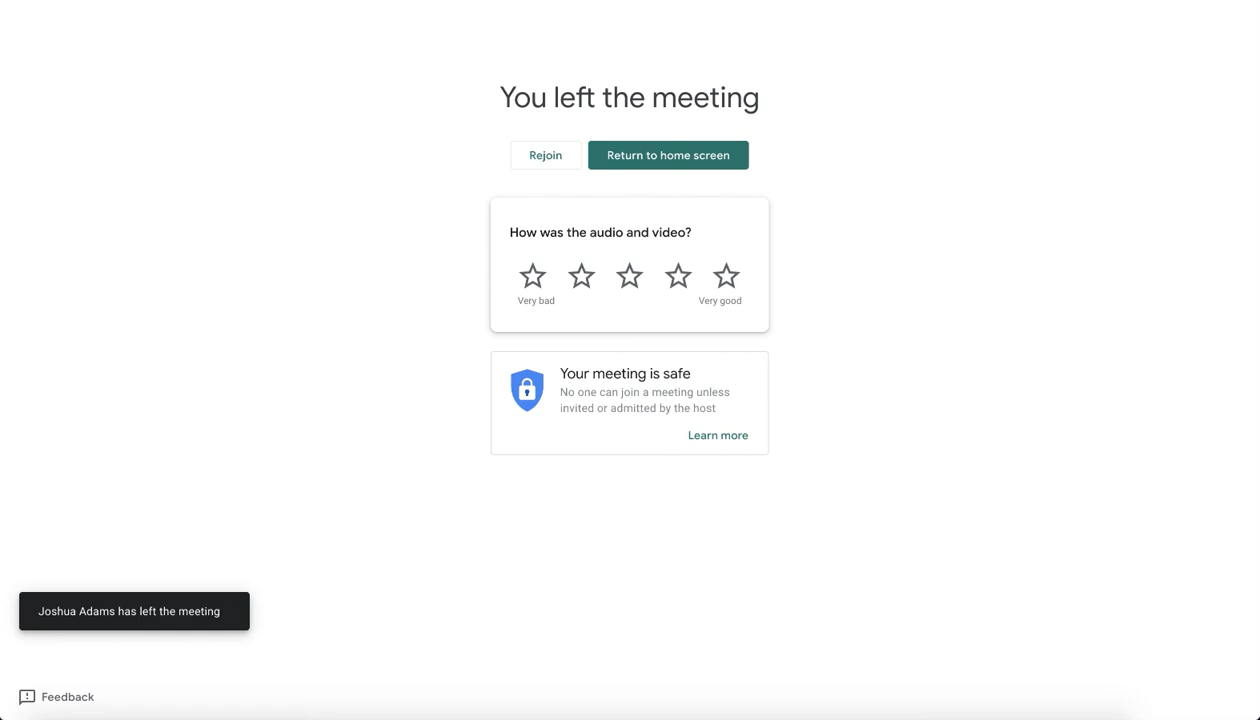 You left the meeting
Rejoin
Return to home screen
How was the audio and video?
Very bad
Very good
Your meeting is safe
No one can join a meeting unless
invited or admitted by the host
Learn more
Joshua Adams has left the meeting
Feedback